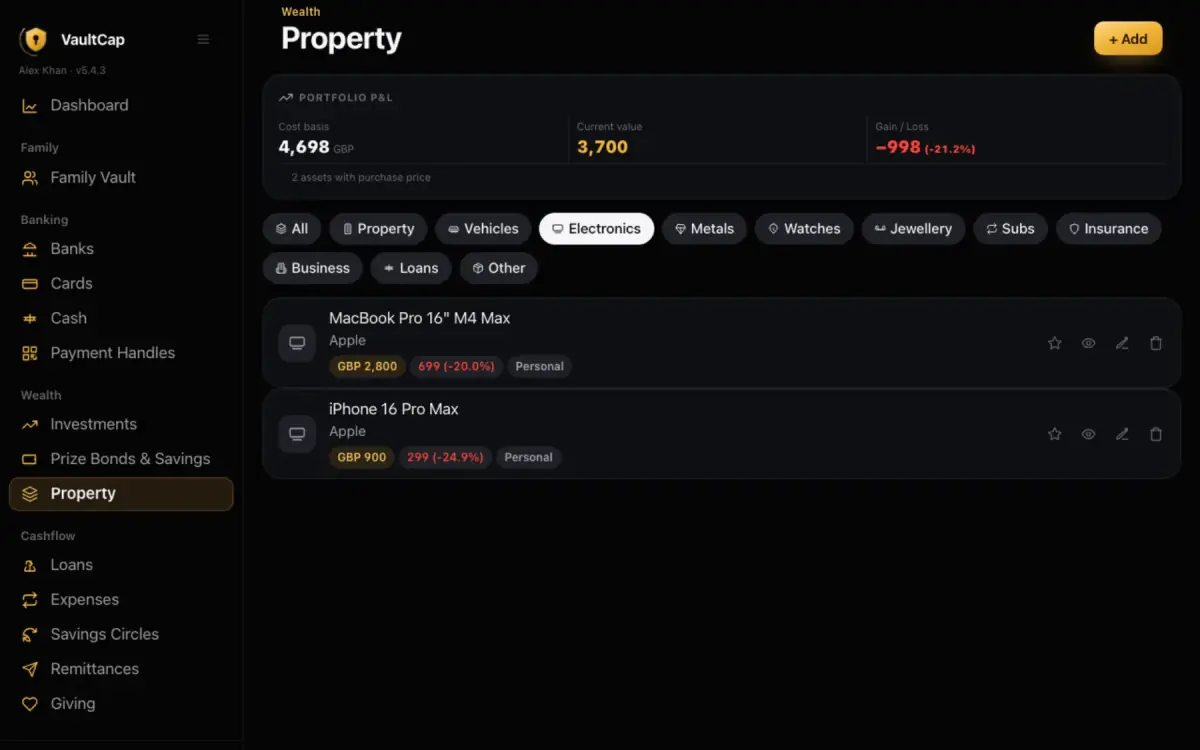 VaultCap
Alex Khan · v5.4.3
Dashboard
Family
Family Vault
Banking
Banks
Cards
Cash
Payment Handles
Wealth
Investments
Prize Bonds & Savings
Property
Cashflow
Loans
Expenses
Savings Circles
Remittances
Giving
Wealth
Property
+ Add
PORTFOLIO P&L
Cost basis
4,698 GBP
Current value
3,700
Gain / Loss
−998 (-21.2%)
2 assets with purchase price
All Property Vehicles Electronics Metals Watches Jewellery Subs Insurance
Business Loans Other
MacBook Pro 16" M4 Max
Apple
GBP 2,800 699 (-20.0%) Personal
iPhone 16 Pro Max
Apple
GBP 900 299 (-24.9%) Personal